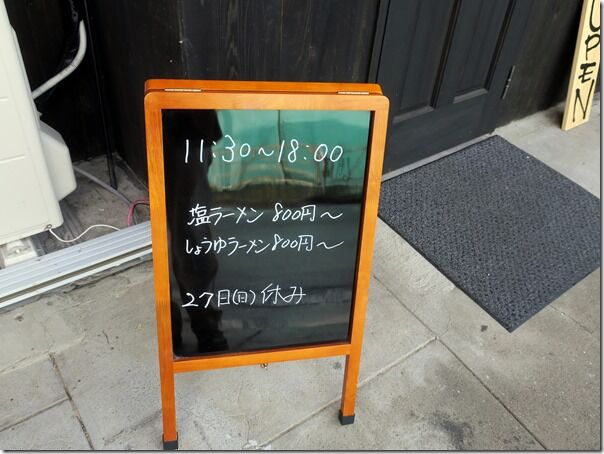 11:30~18:00
塩ラーメン 800円~
しょうゆラーメン 800円~
27日(日) 休み
OPEN